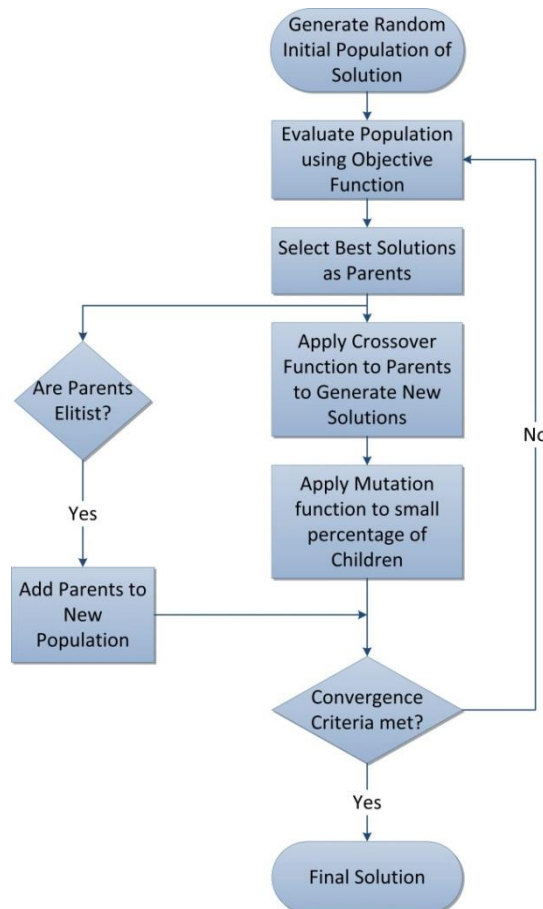 Generate Random
Initial Population of
Solution
Evaluate Population
using Objective
Function
Select Best Solutions
as Parents
Are Parents
Elitist?
Apply Crossover
Function to Parents
to Generate New
Solutions
No
Yes
Apply Mutation
function to small
percentage of
Children
Add Parents to
New
Population
Convergence
Criteria met?
Yes
Final Solution